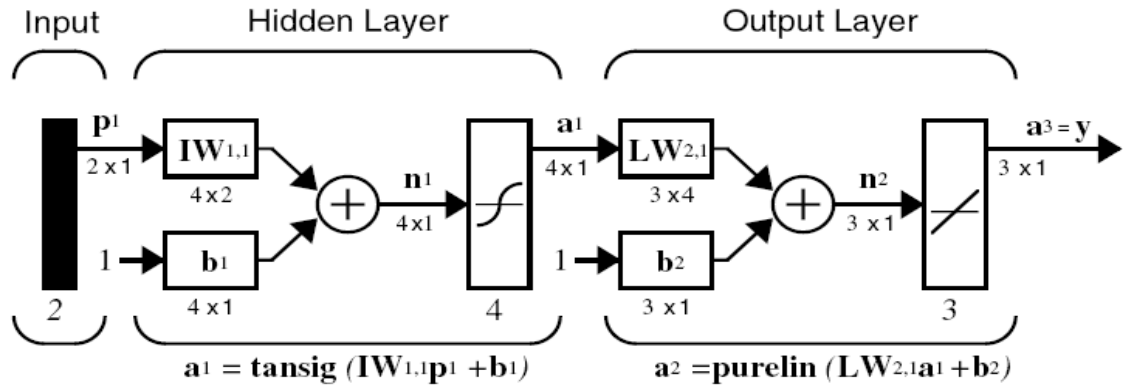 Input Hidden Layer Output Layer
p1 a1 a3 = y
IW1,1 LW2,1
2 x 1 4 x 1 3 x 1
4 x 2 n1 3 x 4 n2
4 x 1 3 x 1
1 b1 1 b2
2 4 x 1 4 3 x 1 3
a1 = tansig (IW1,1p1 +b1) a2 =purelin (LW2,1a1 +b2)